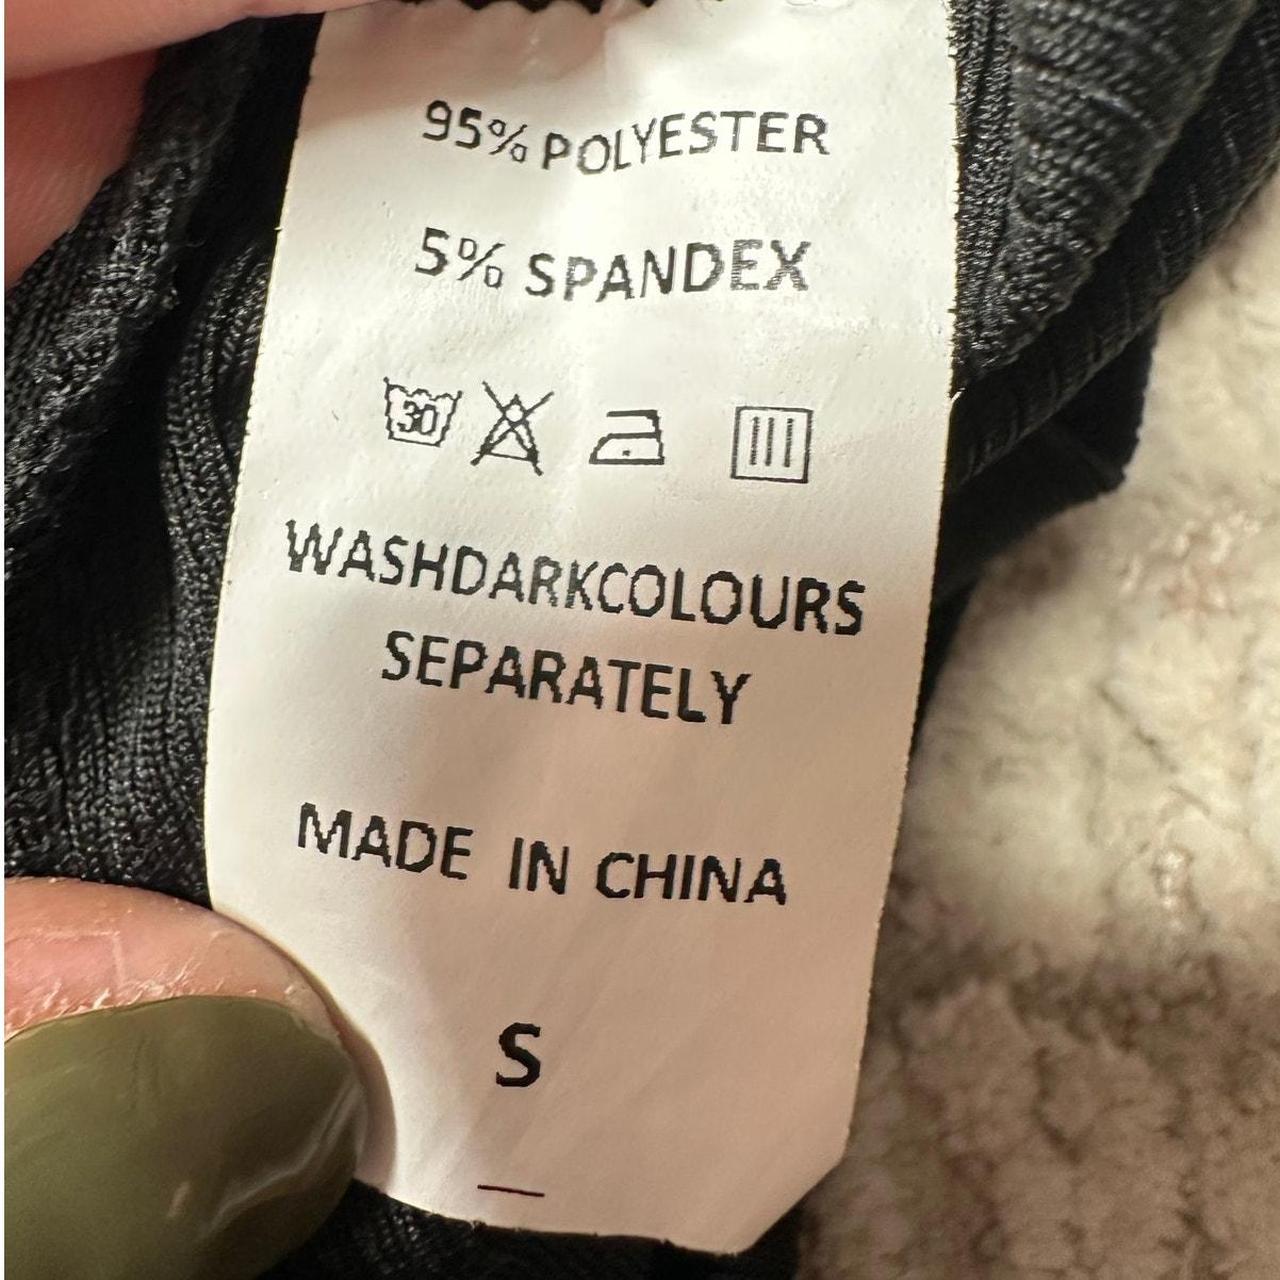 95% POLYESTER
5% SPANDEX
30
WASHDARKCOLOURS
SEPARATELY
MADE IN CHINA
S